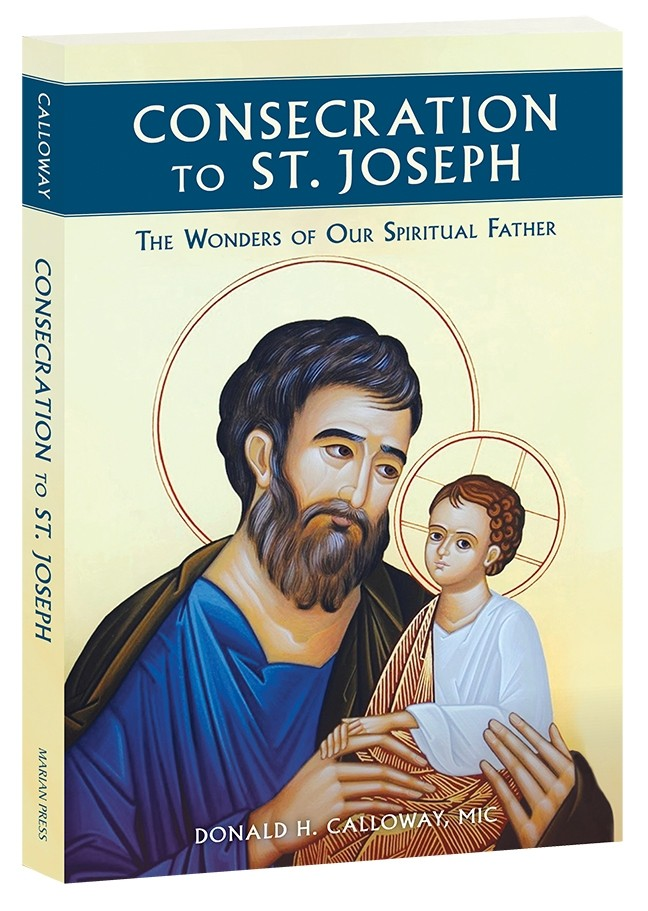 CONSECRATION
TO ST. JOSEPH
THE WONDERS OF OUR SPIRITUAL FATHER
DONALD H. CALLOWAY, MIC
CALLOWAY
CONSECRATION TO ST. JOSEPH
MARIAN PRESS